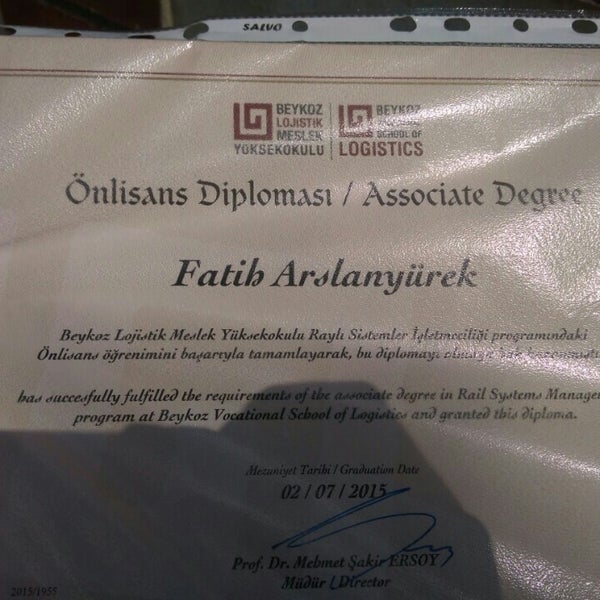 SALVO
BEYKOZ
LOJİSTİK
MESLEK
YÜKSEKOKULU
BEYKOZ
SCHOOL OF
LOGISTICS
Önlisans Diploması / Associate Degree
Fatih Arslanyürek
Beykoz Lojistik Meslek Yüksekokulu Raylı Sistemler İşletmeciliği programındaki
Önlisans öğrenimini başarıyla tamamlayarak, bu diplomayı almaya hak kazanmıştır
has succesfully fulfilled the requirements of the associate degree in Rail Systems Manage
program at Beykoz Vocational School of Logistics and granted this diploma.
Mezuniyet Tarihi / Graduation Date
02 / 07 / 2015
Prof. Dr. Mehmet Şakir ERSOY
Müdür / Director
2015/1955